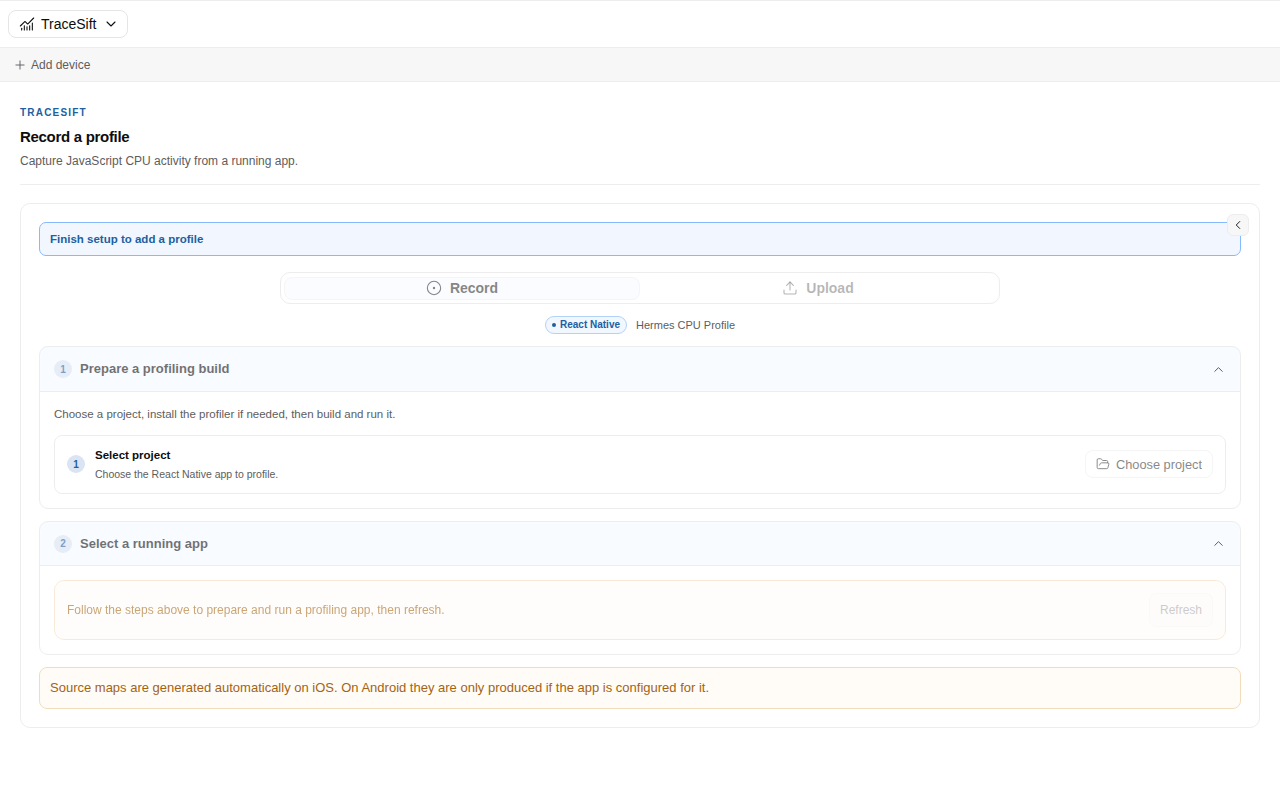 TraceSift
Add device
TRACESIFT
Record a profile
Capture JavaScript CPU activity from a running app.
Finish setup to add a profile
Record
Upload
React Native
Hermes CPU Profile
1
Prepare a profiling build
Choose a project, install the profiler if needed, then build and run it.
1
Select project
Choose the React Native app to profile.
Choose project
2
Select a running app
Follow the steps above to prepare and run a profiling app, then refresh.
Refresh
Source maps are generated automatically on iOS. On Android they are only produced if the app is configured for it.